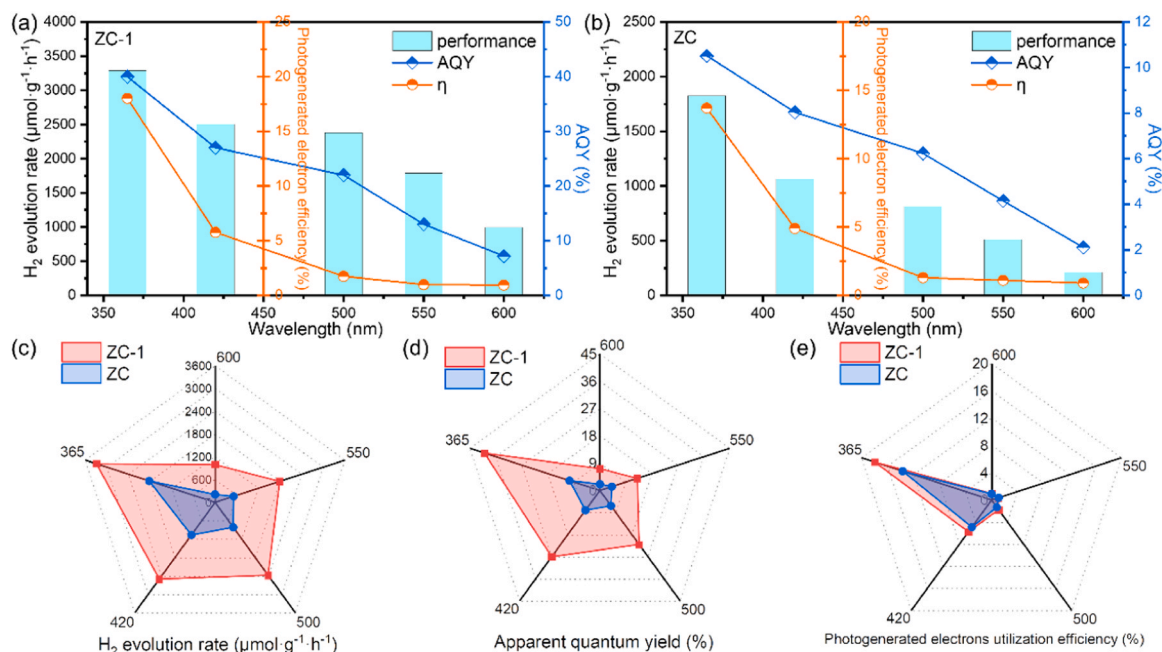 (a)
ZC-1
performance
AQY
η
H₂ evolution rate (μmol·g⁻¹·h⁻¹)
4000
3500
3000
2500
2000
1500
1000
500
0
Photogenerated electron efficiency (%)
25
20
15
10
5
0
AQY (%)
50
40
30
20
10
0
350 400 450 500 550 600
Wavelength (nm)
(b)
ZC
performance
AQY
η
H₂ evolution rate (μmol·g⁻¹·h⁻¹)
2500
2000
1500
1000
500
0
Photogenerated electron efficiency (%)
20
15
10
5
0
AQY (%)
12
10
8
6
4
2
0
350 400 450 500 550 600
Wavelength (nm)
(c)
ZC-1
ZC
600
3600
3000
2400
1800
1200
600
0
365
550
420
500
H₂ evolution rate (μmol·g⁻¹·h⁻¹)
(d)
ZC-1
ZC
600
45
36
27
18
9
0
365
550
420
500
Apparent quantum yield (%)
(e)
ZC-1
ZC
600
20
16
12
8
4
0
365
550
420
500
Photogenerated electrons utilization efficiency (%)